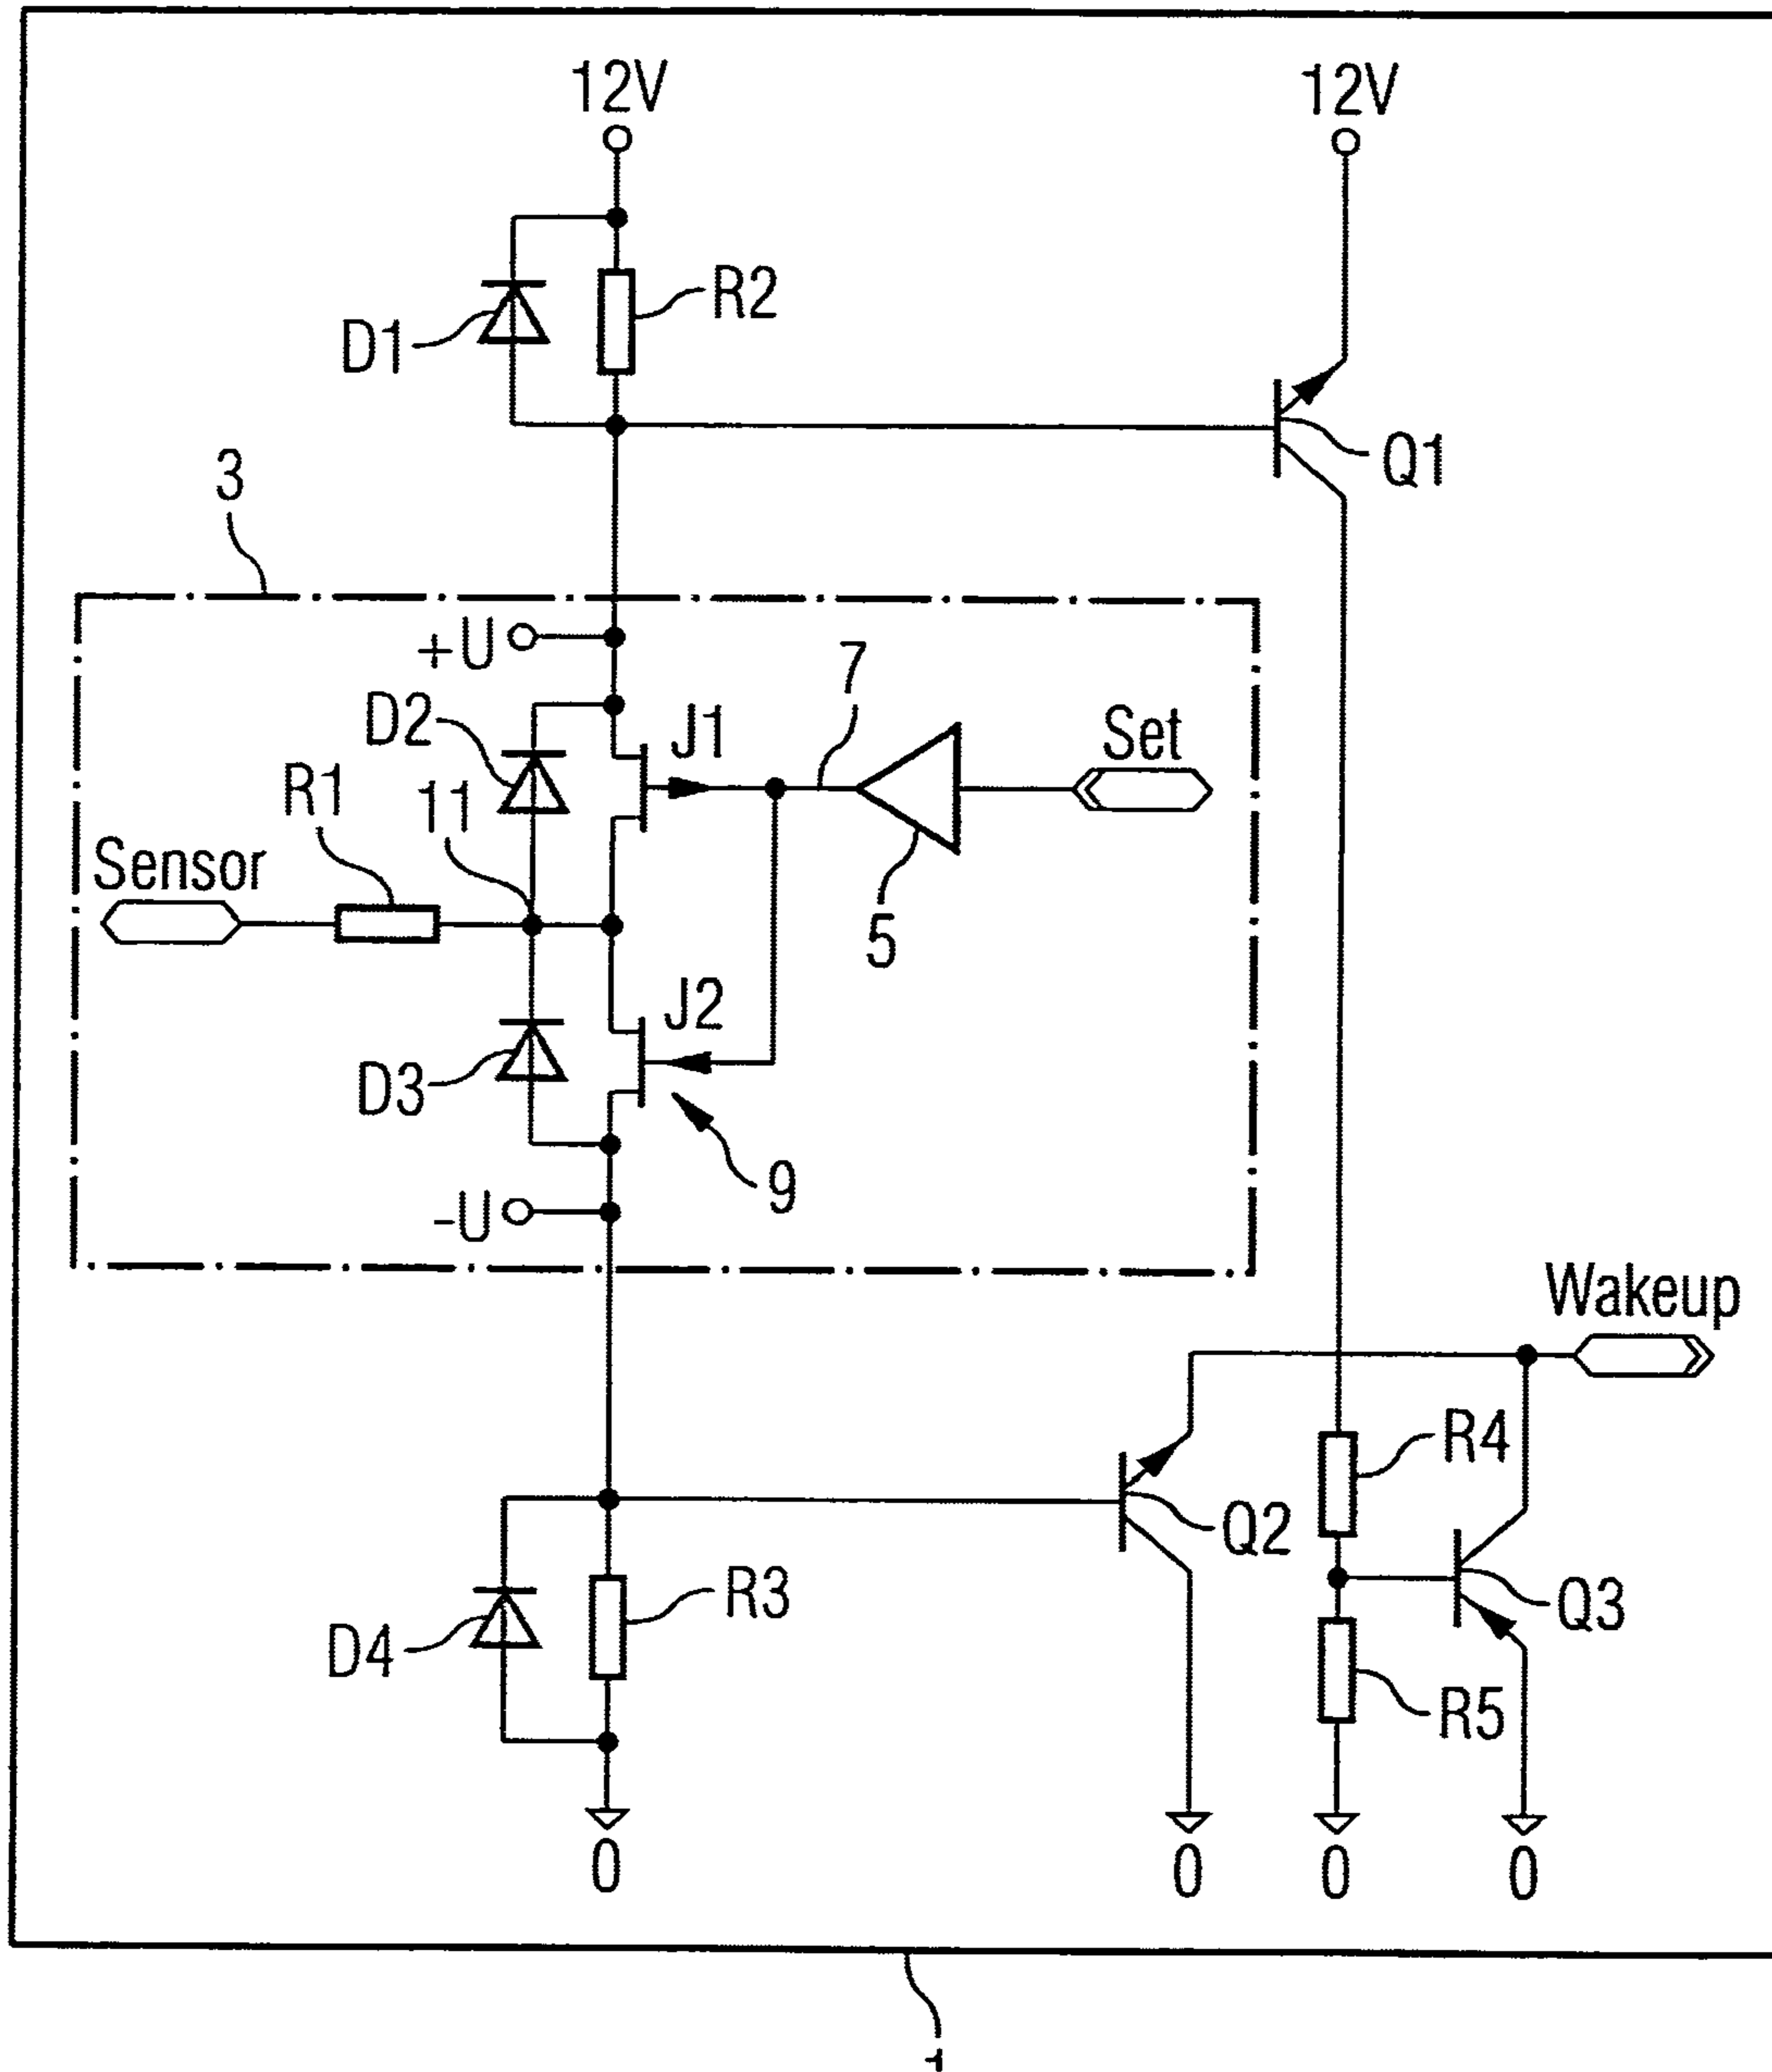 12V
12V
R2
D1
Q1
3
+U
7
D2
J1
Set
R1
11
Sensor
5
J2
D3
9
-U
Wakeup
R4
Q2
R3
Q3
D4
R5
0
0
0
0
1